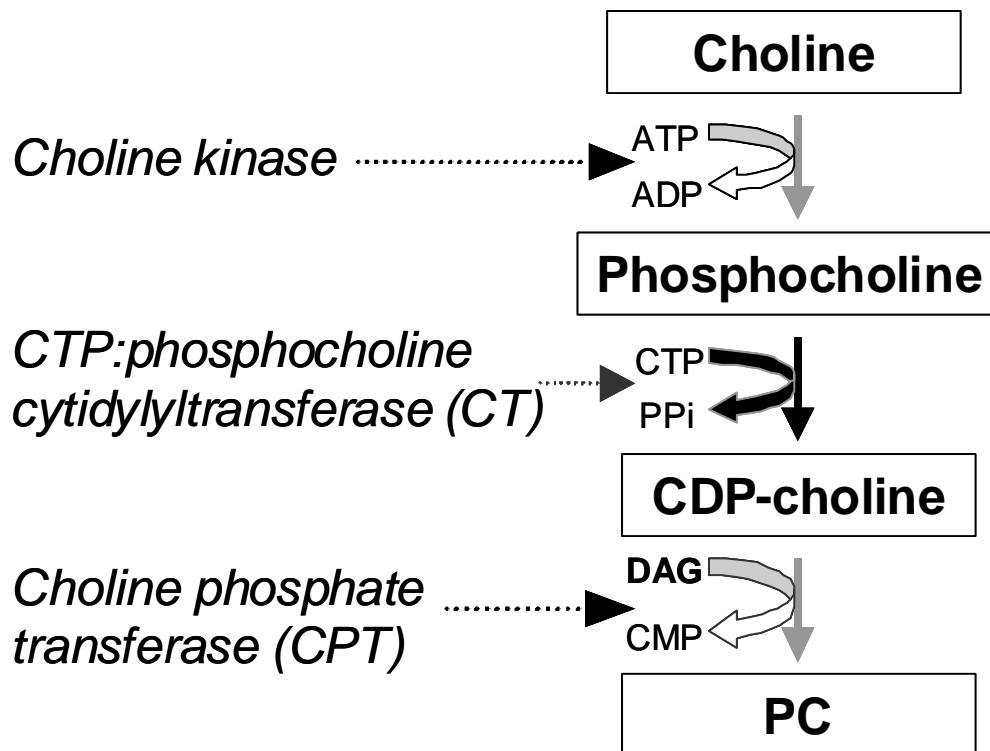 Choline
Choline kinase
ATP
ADP
Phosphocholine
CTP:phosphocholine
cytidylyltransferase (CT)
CTP
PPi
CDP-choline
Choline phosphate
transferase (CPT)
DAG
CMP
PC